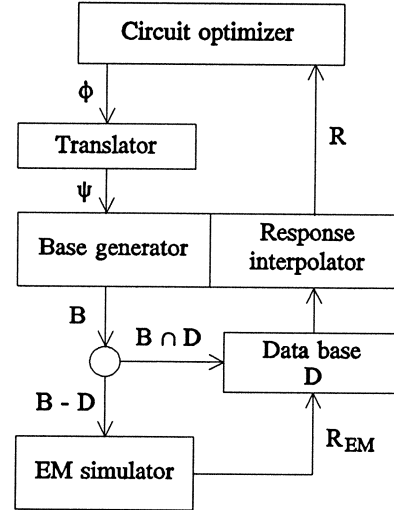 Circuit optimizer
ϕ
R
Translator
ψ
Base generator
Response
interpolator
B
B ∩ D
Data base
D
B - D
R_EM
EM simulator